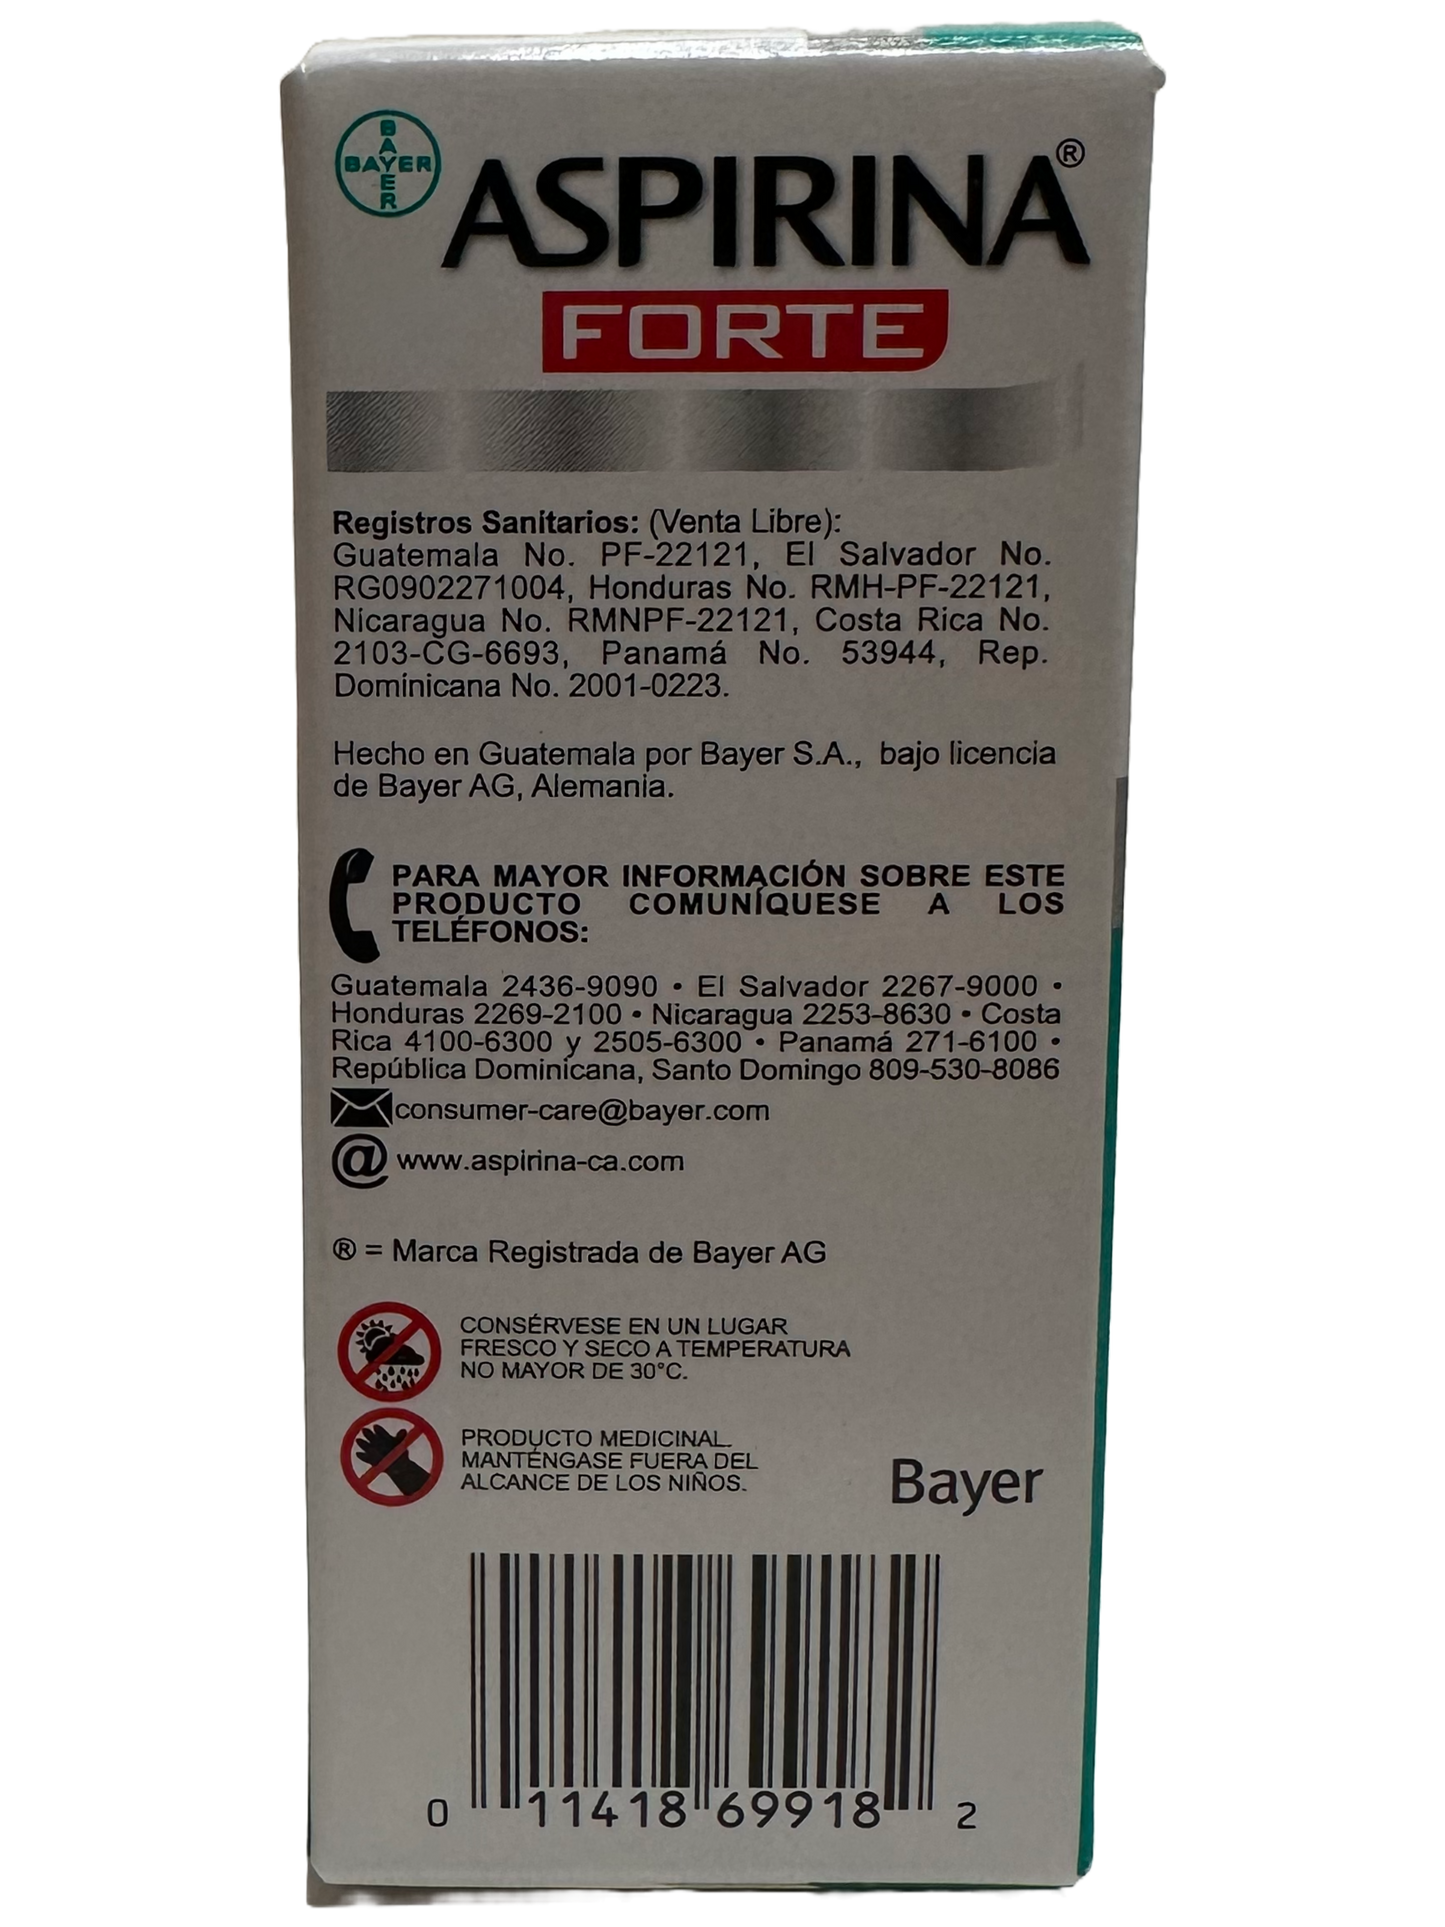 BAYER
BAYER
ASPIRINA®
FORTE
Registros Sanitarios: (Venta Libre):
Guatemala No. PF-22121, El Salvador No.
RG0902271004, Honduras No. RMH-PF-22121,
Nicaragua No. RMNPF-22121, Costa Rica No.
2103-CG-6693, Panamá No. 53944, Rep.
Dominicana No. 2001-0223.
Hecho en Guatemala por Bayer S.A., bajo licencia
de Bayer AG, Alemania.
PARA MAYOR INFORMACIÓN SOBRE ESTE
PRODUCTO COMUNÍQUESE A LOS
TELÉFONOS:
Guatemala 2436-9090 • El Salvador 2267-9000 •
Honduras 2269-2100 • Nicaragua 2253-8630 • Costa
Rica 4100-6300 y 2505-6300 • Panamá 271-6100 •
República Dominicana, Santo Domingo 809-530-8086
consumer-care@bayer.com
@ www.aspirina-ca.com
® = Marca Registrada de Bayer AG
CONSÉRVESE EN UN LUGAR
FRESCO Y SECO A TEMPERATURA
NO MAYOR DE 30°C.
PRODUCTO MEDICINAL.
MANTÉNGASE FUERA DEL
ALCANCE DE LOS NIÑOS.
Bayer
0 11418 69918 2